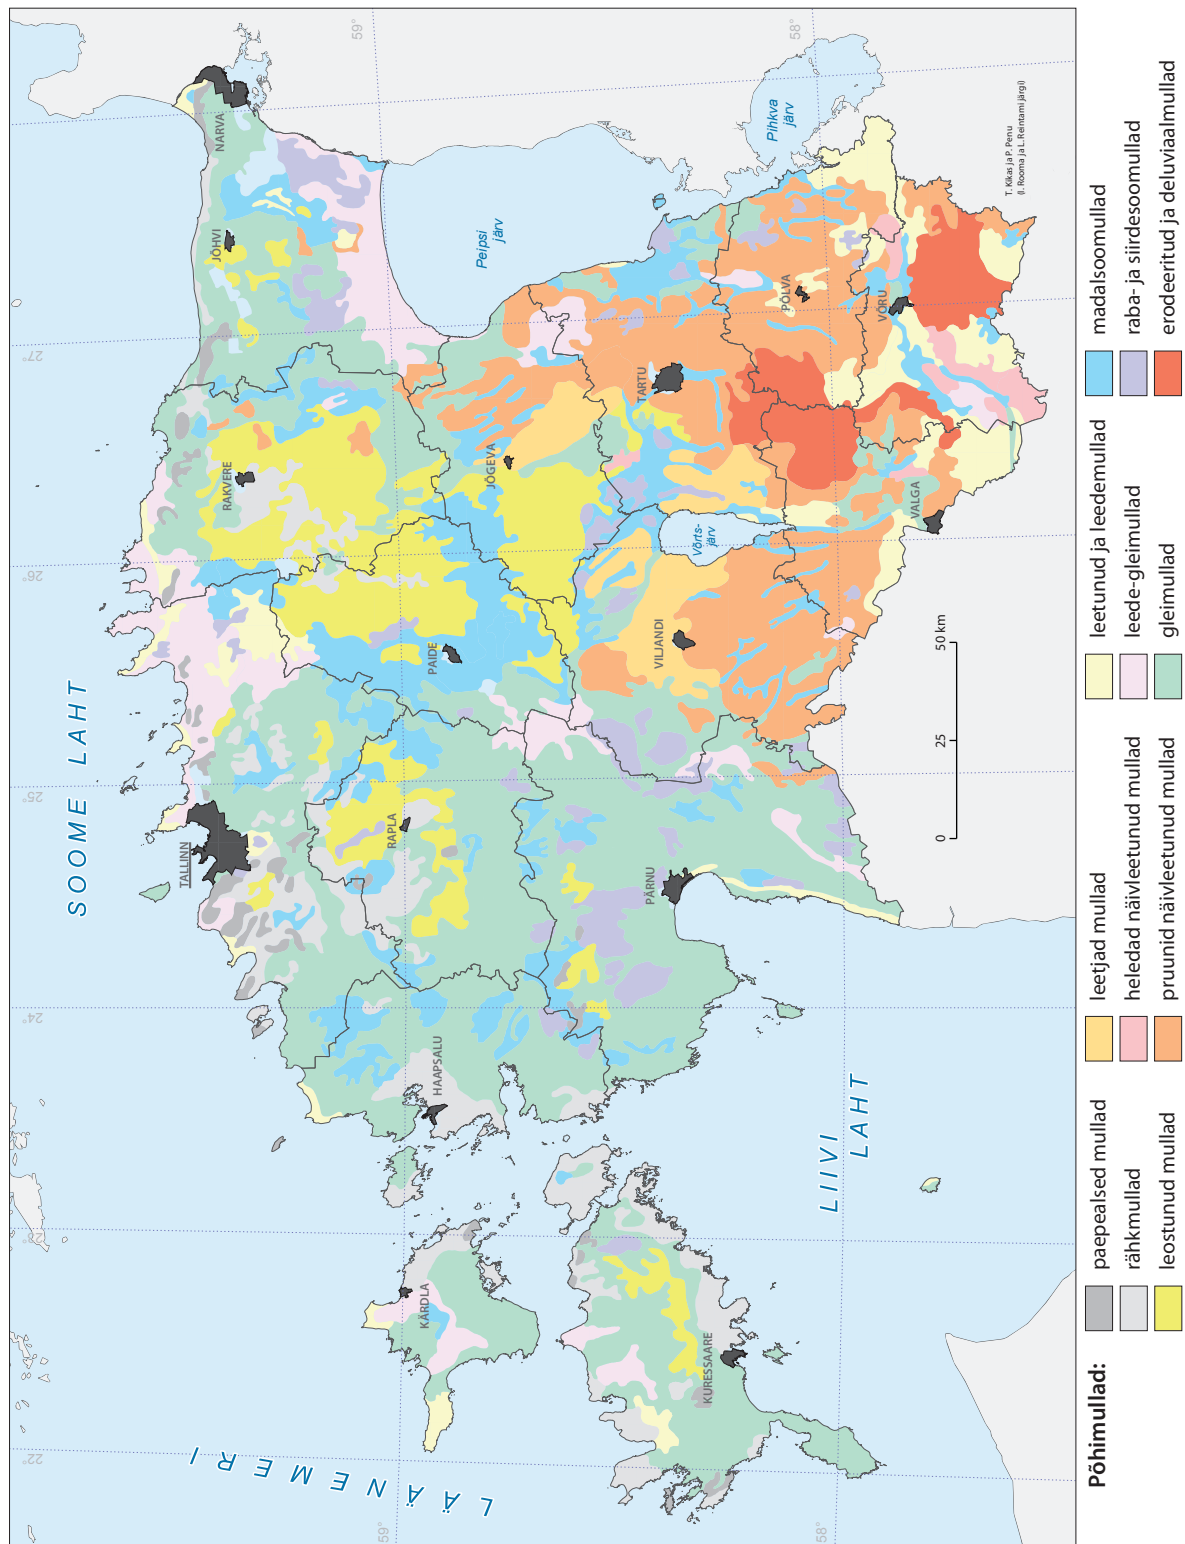 SOOME LAHT
LÄÄNEMERI
LIIVI
LAHT
Peipsi
järv
Pihkva
järv
Võrts-
järv
TALLINN
NARVA
JÕHVI
RAKVERE
PAIDE
JÕGEVA
RAPLA
HAAPSALU
KÄRDLA
KURESSAARE
PÄRNU
VILJANDI
TARTU
PÕLVA
VÕRU
VALGA
22°
23°
24°
25°
26°
27°
59°
59°
58°
58°
0 25 50 km
T. Kikas ja P. Penu
(I. Rooma ja L. Reintami järgi)
Põhimullad:
paepealsed mullad
rähkmullad
leostunud mullad
leetjad mullad
heledad näivleetunud mullad
pruunid näivleetunud mullad
leetunud ja leedemullad
leede-gleimullad
gleimullad
madalsoomullad
raba- ja siirdesoomullad
erodeeritud ja deluviaalmullad